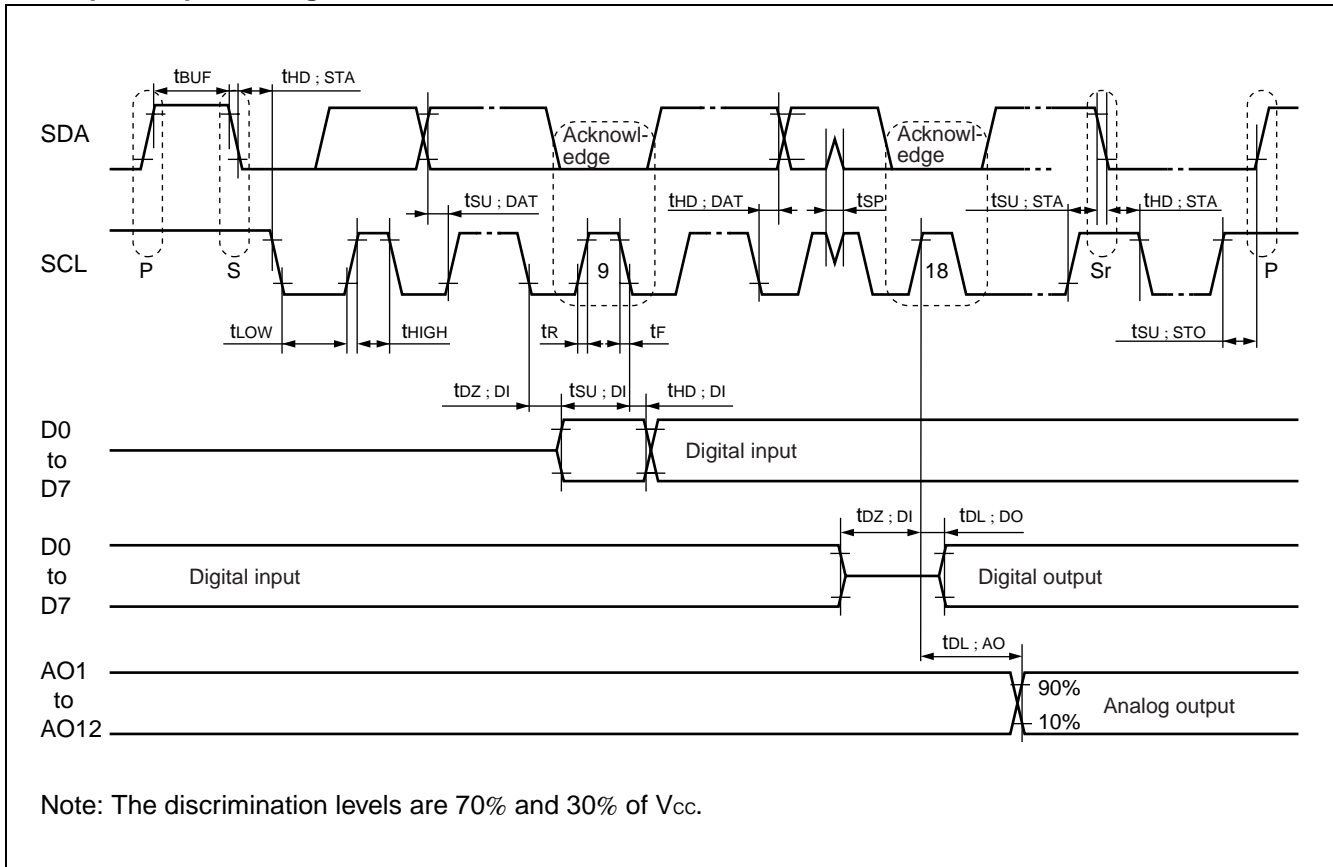 tBUF
tHD ; STA
SDA
Acknowl-
edge
Acknowl-
edge
tSU ; DAT
tHD ; DAT
tSP
tSU ; STA
tHD ; STA
SCL
P
S
9
18
Sr
P
tLOW
tHIGH
tR
tF
tSU ; STO
tDZ ; DI
tSU ; DI
tHD ; DI
D0
to
D7
Digital input
tDZ ; DI
tDL ; DO
D0
to
D7
Digital input
Digital output
tDL ; AO
AO1
to
AO12
90%
10%
Analog output
Note: The discrimination levels are 70% and 30% of Vcc.